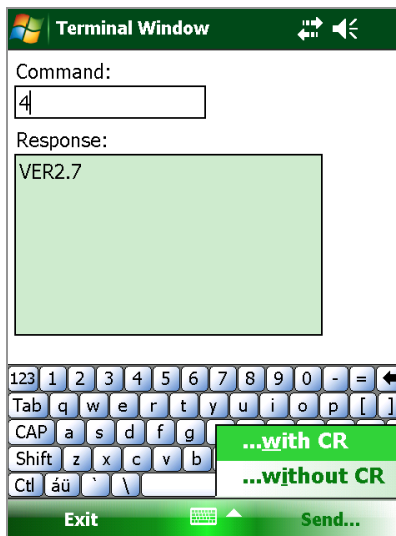 Terminal Window
Command:
4
Response:
VER2.7
123 1 2 3 4 5 6 7 8 9 0 - =
Tab q w e r t y u i o p [ ]
CAP a s d f g
Shift z x c v b
Ctl áü ` \
...with CR
...without CR
Exit Send...